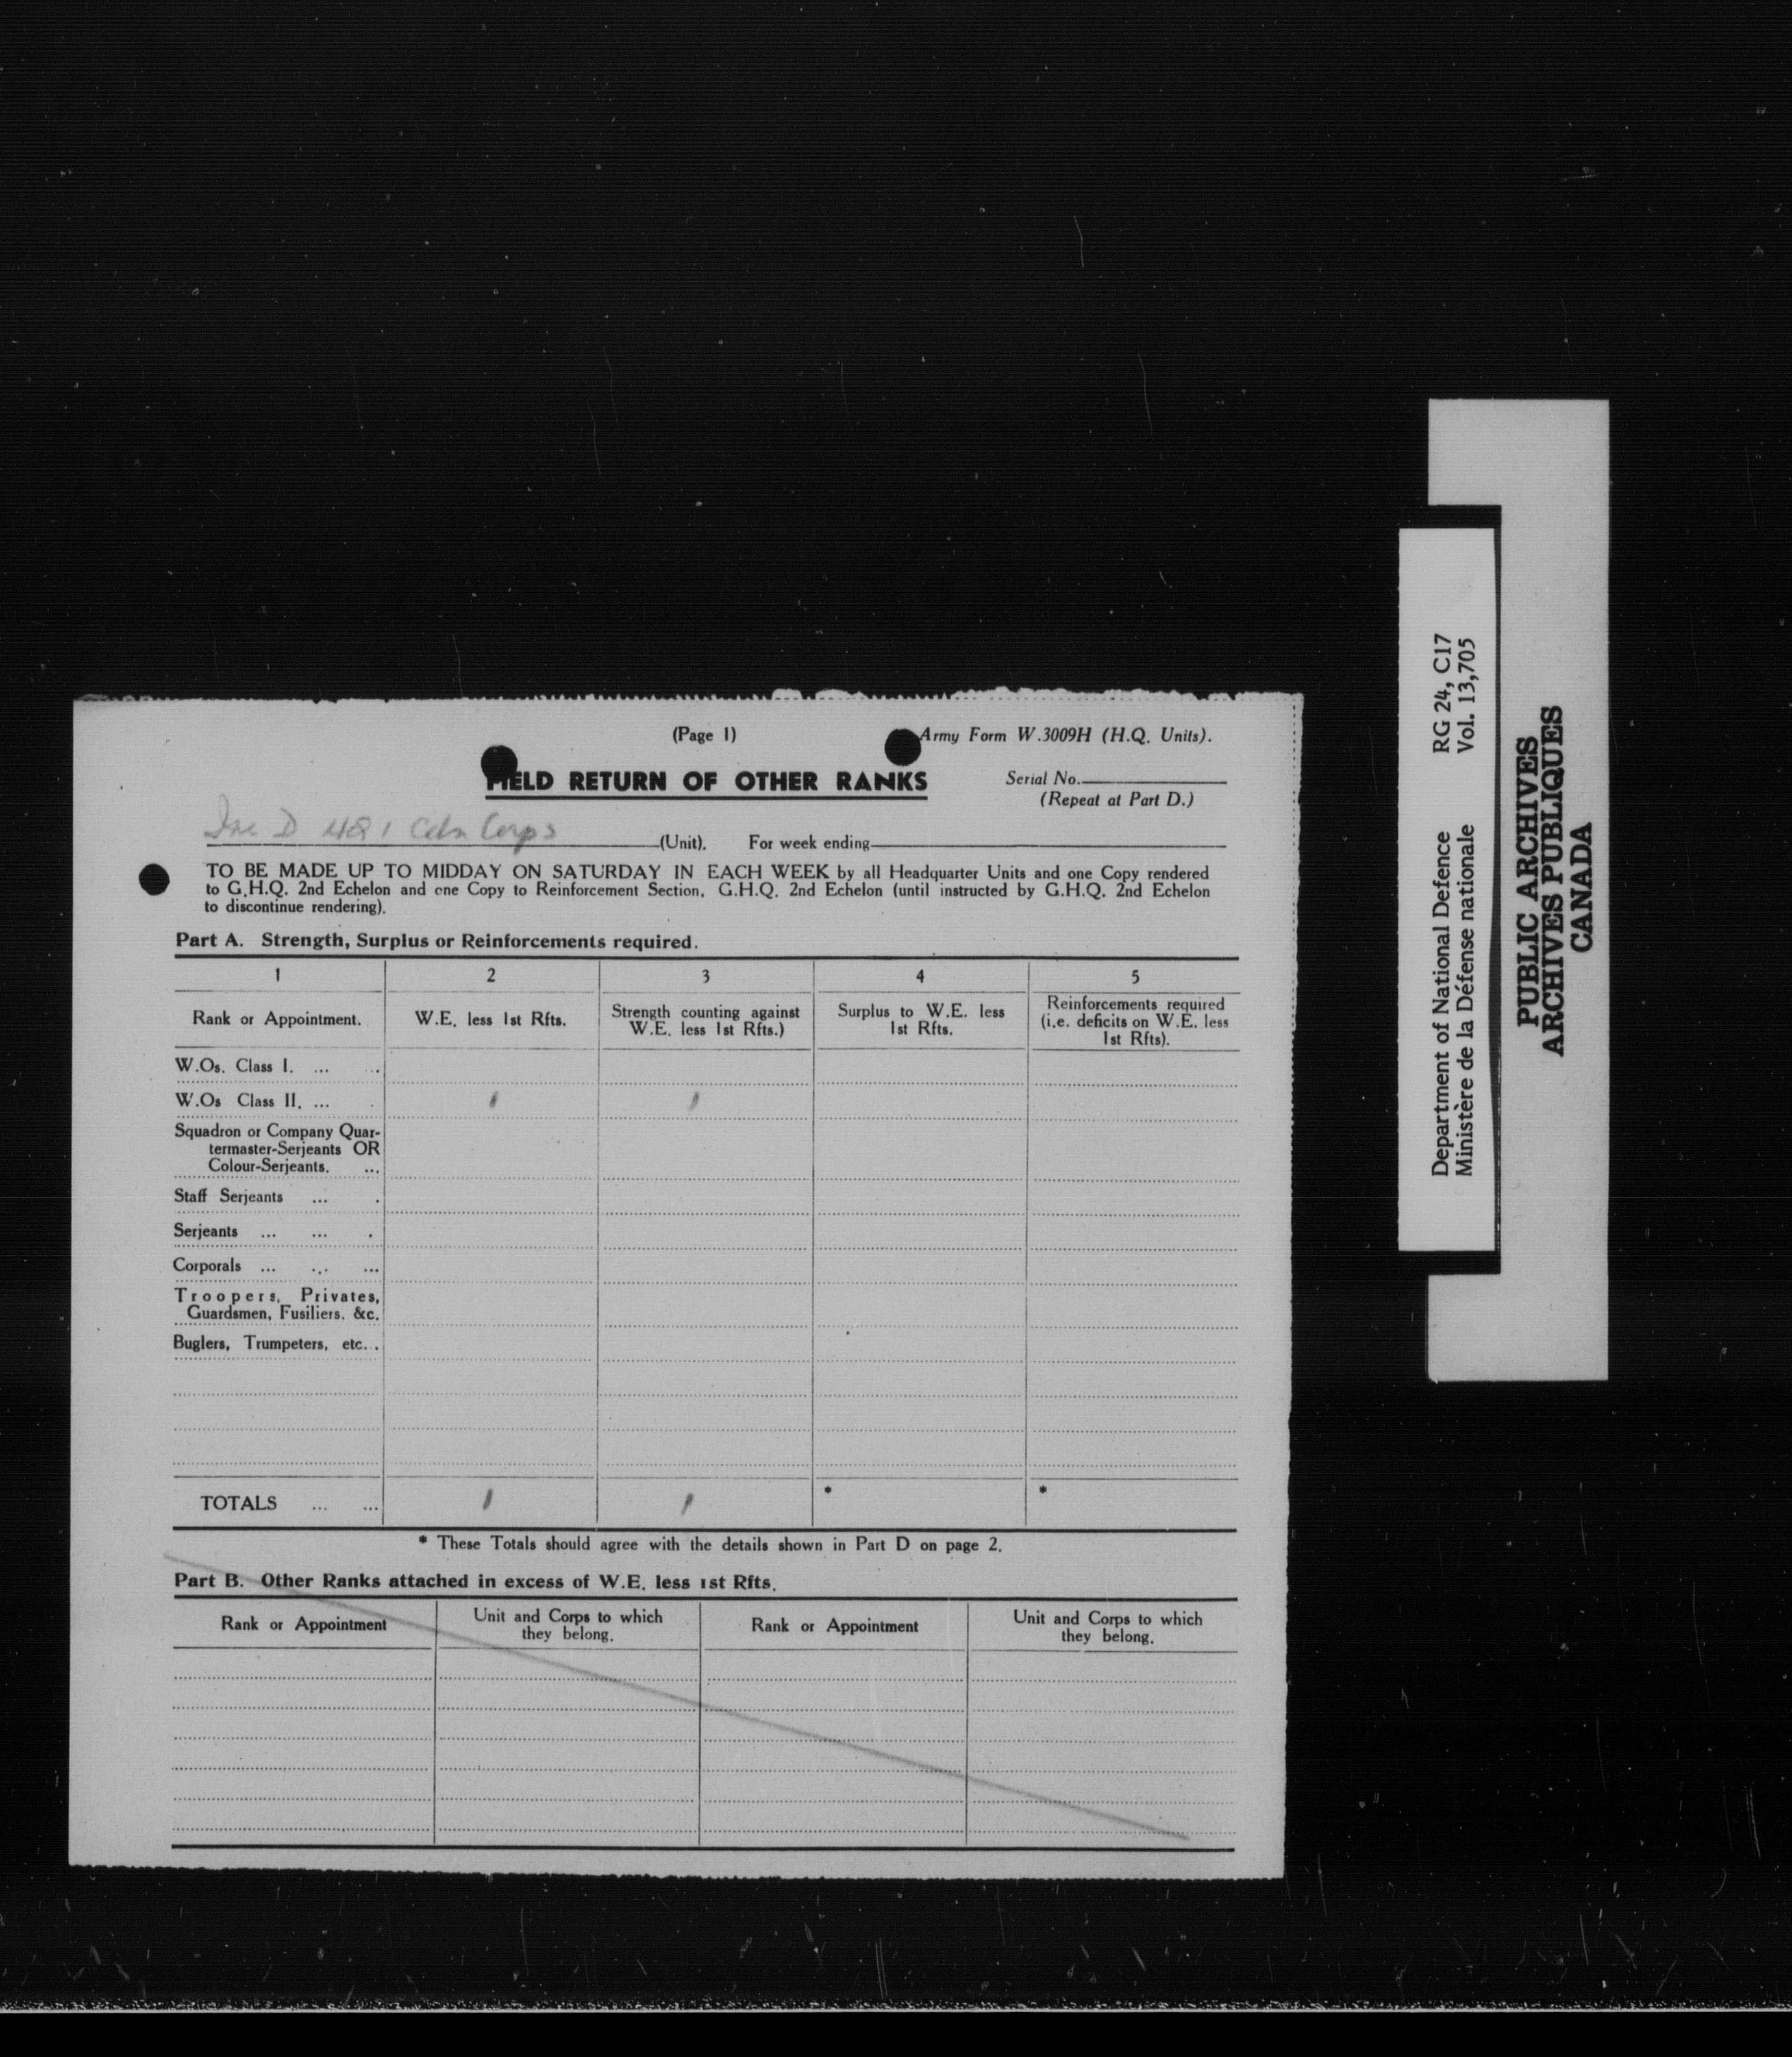 (Page 1)
Army Form W.3009H (H.Q. Units).
FIELD RETURN OF OTHER RANKS
Serial No.
(Repeat at Part D.)
D HQ 1 Cdn Corps (Unit). For week ending
TO BE MADE UP TO MIDDAY ON SATURDAY IN EACH WEEK by all Headquarter Units and one Copy rendered
to G.H.Q. 2nd Echelon and one Copy to Reinforcement Section, G.H.Q. 2nd Echelon (until instructed by G.H.Q. 2nd Echelon
to discontinue rendering).
Part A. Strength, Surplus or Reinforcements required.
1 2 3 4 5
Rank or Appointment.
W.E. less 1st Rfts.
Strength counting against
W.E. less 1st Rfts.)
Surplus to W.E. less
1st Rfts.
Reinforcements required
(i.e. deficits on W.E. less
1st Rfts).
W.Os. Class I. ... ..
W.Os Class II. ... . 1 1
Squadron or Company Quar-
termaster-Serjeants OR
Colour-Serjeants. ...
Staff Serjeants ... .
Serjeants ... ... .
Corporals ... ... ...
Troopers, Privates,
Guardsmen, Fusiliers, &c.
Buglers, Trumpeters, etc. .
TOTALS ... ... 1 1 * *
* These Totals should agree with the details shown in Part D on page 2.
Part B. Other Ranks attached in excess of W.E. less 1st Rfts.
Rank or Appointment
Unit and Corps to which
they belong.
Rank or Appointment
Unit and Corps to which
they belong.
Department of National Defence RG 24, C17
Ministère de la Défense nationale Vol. 13,705
PUBLIC ARCHIVES
ARCHIVES PUBLIQUES
CANADA